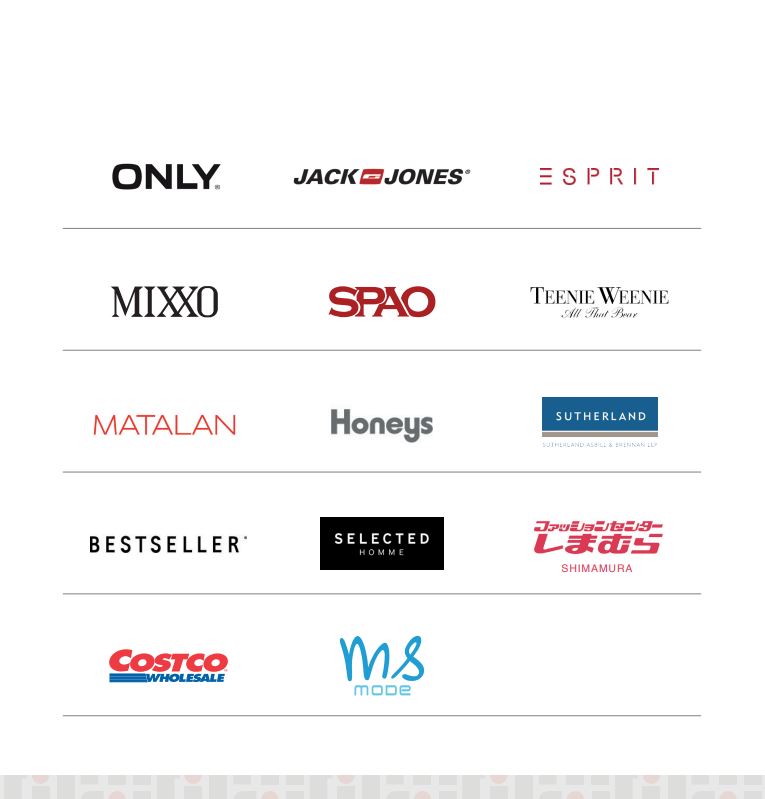 ONLY®
JACK JONES®
ESPRIT
MIXXO
SPAO
TEENIE WEENIE
All That Bear
MATALAN
Honeys
SUTHERLAND
SUTHERLAND ASBILL & BRENNAN LLP
BESTSELLER
SELECTED
HOMME
ファッションセンター
しまむら
SHIMAMURA
COSTCO
WHOLESALE
ms
mode